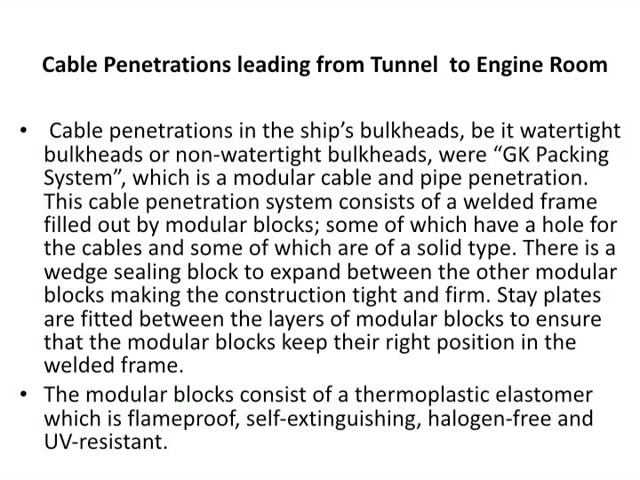 Cable Penetrations leading from Tunnel to Engine Room
• Cable penetrations in the ship's bulkheads, be it watertight
bulkheads or non-watertight bulkheads, were “GK Packing
System”, which is a modular cable and pipe penetration.
This cable penetration system consists of a welded frame
filled out by modular blocks; some of which have a hole for
the cables and some of which are of a solid type. There is a
wedge sealing block to expand between the other modular
blocks making the construction tight and firm. Stay plates
are fitted between the layers of modular blocks to ensure
that the modular blocks keep their right position in the
welded frame.
• The modular blocks consist of a thermoplastic elastomer
which is flameproof, self-extinguishing, halogen-free and
UV-resistant.